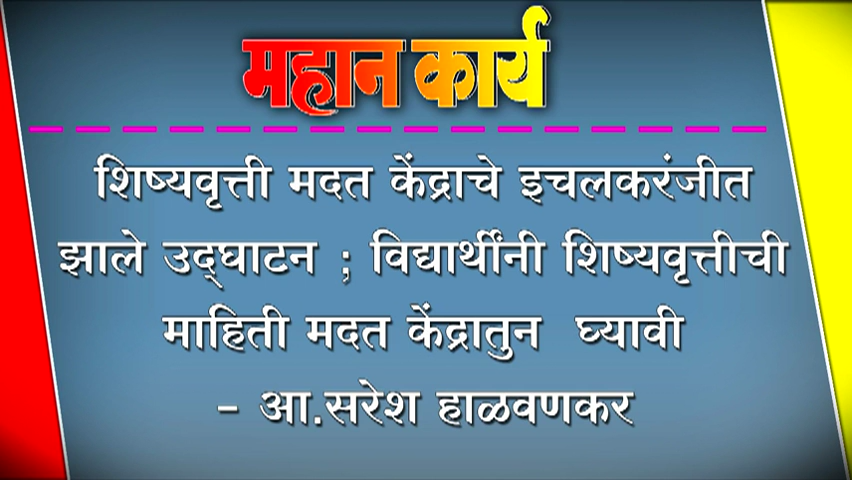 महान कार्य
शिष्यवृत्ती मदत केंद्राचे इचलकरंजीत
झाले उद्‌घाटन ; विद्यार्थींनी शिष्यवृत्तीची
माहिती मदत केंद्रातुन घ्यावी
- आ.सरेश हाळवणकर